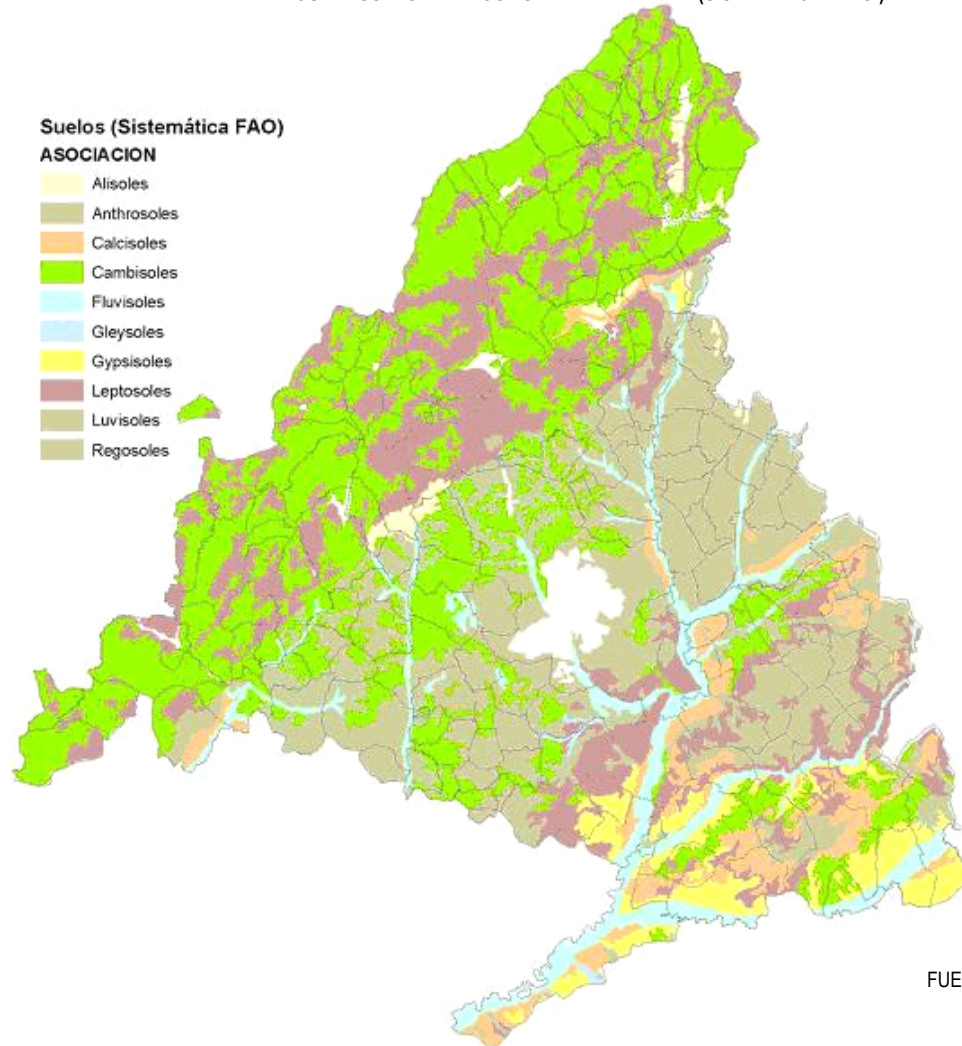 Suelos (Sistemática FAO)
ASOCIACION
Alisoles
Anthrosoles
Calcisoles
Cambisoles
Fluvisoles
Gleysoles
Gypsisoles
Leptosoles
Luvisoles
Regosoles
FUE